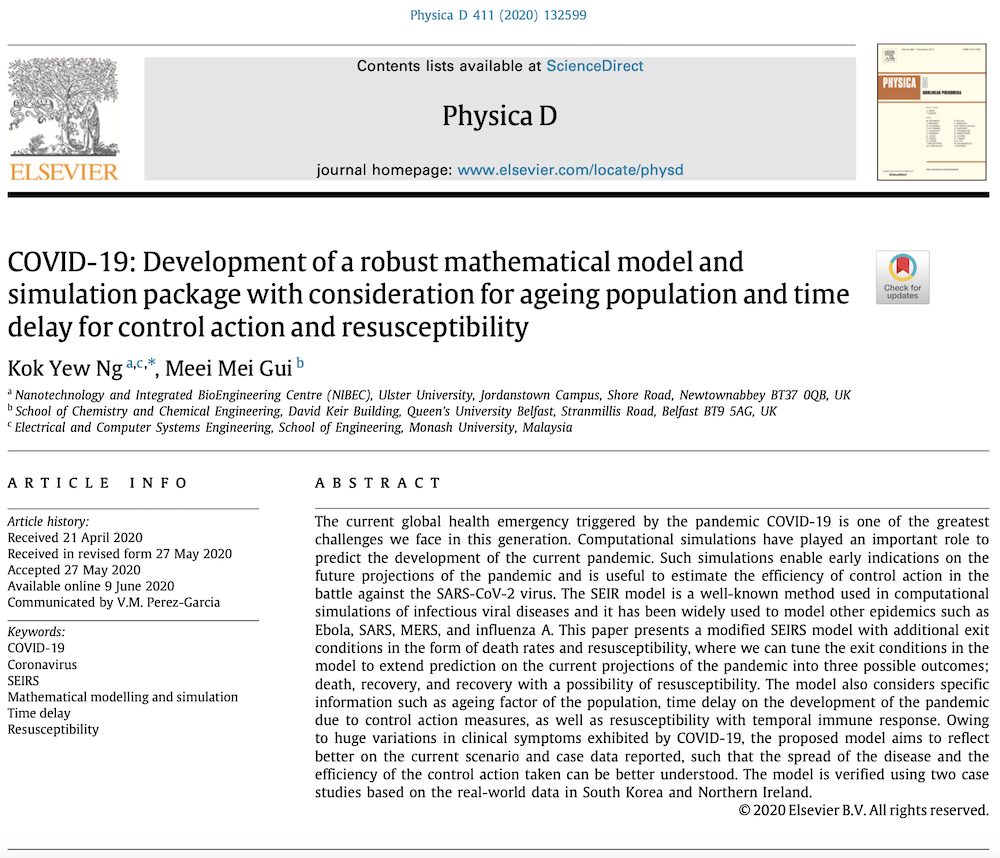 Physica D 411 (2020) 132599
Contents lists available at ScienceDirect
Physica D
journal homepage: www.elsevier.com/locate/physd
ELSEVIER
PHYSICA D
NONLINEAR PHENOMENA
COVID-19: Development of a robust mathematical model and
simulation package with consideration for ageing population and time
delay for control action and resusceptibility
Check for
updates
Kok Yew Ng a,c,*, Meei Mei Gui b
a Nanotechnology and Integrated BioEngineering Centre (NIBEC), Ulster University, Jordanstown Campus, Shore Road, Newtownabbey BT37 0QB, UK
b School of Chemistry and Chemical Engineering, David Keir Building, Queen's University Belfast, Stranmillis Road, Belfast BT9 5AG, UK
c Electrical and Computer Systems Engineering, School of Engineering, Monash University, Malaysia
ARTICLE INFO
Article history:
Received 21 April 2020
Received in revised form 27 May 2020
Accepted 27 May 2020
Available online 9 June 2020
Communicated by V.M. Perez-Garcia
Keywords:
COVID-19
Coronavirus
SEIRS
Mathematical modelling and simulation
Time delay
Resusceptibility
ABSTRACT
The current global health emergency triggered by the pandemic COVID-19 is one of the greatest
challenges we face in this generation. Computational simulations have played an important role to
predict the development of the current pandemic. Such simulations enable early indications on the
future projections of the pandemic and is useful to estimate the efficiency of control action in the
battle against the SARS-CoV-2 virus. The SEIR model is a well-known method used in computational
simulations of infectious viral diseases and it has been widely used to model other epidemics such as
Ebola, SARS, MERS, and influenza A. This paper presents a modified SEIRS model with additional exit
conditions in the form of death rates and resusceptibility, where we can tune the exit conditions in the
model to extend prediction on the current projections of the pandemic into three possible outcomes;
death, recovery, and recovery with a possibility of resusceptibility. The model also considers specific
information such as ageing factor of the population, time delay on the development of the pandemic
due to control action measures, as well as resusceptibility with temporal immune response. Owing
to huge variations in clinical symptoms exhibited by COVID-19, the proposed model aims to reflect
better on the current scenario and case data reported, such that the spread of the disease and the
efficiency of the control action taken can be better understood. The model is verified using two case
studies based on the real-world data in South Korea and Northern Ireland.
© 2020 Elsevier B.V. All rights reserved.